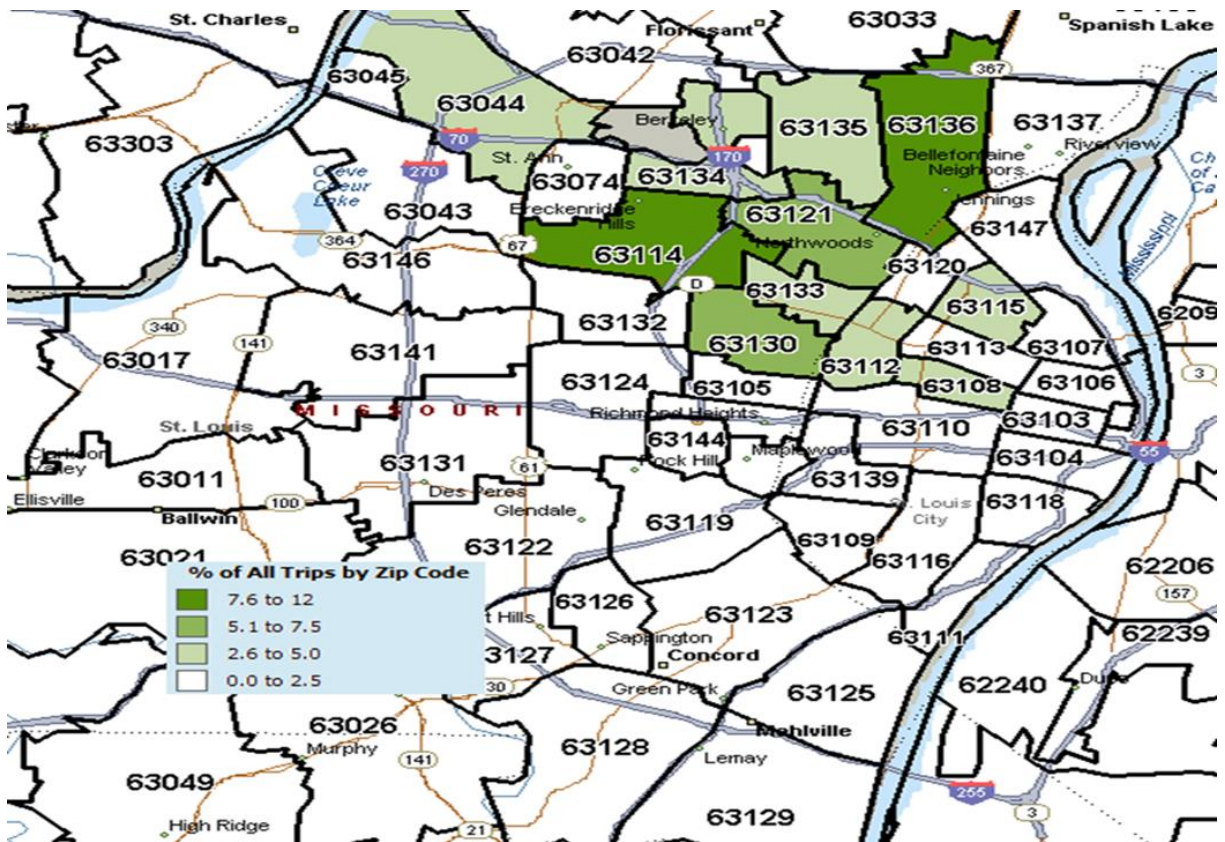 St. Charles
63033
Spanish Lake
Florissant
63042
367
63045
63044
Berkeley
63135
63136
63137
70
63303
St. Ann
170
Bellefontaine
Neighbors
Riverview
270
63074
63134
Creve
Coeur
Lake
63043
Breckenridge
Hills
63121
Jennings
Mississippi
364
67
Northwoods
63147
63146
63114
63120
D
63133
63115
340
63132
6209
141
63130
63113
63107
63017
63141
3
63112
63124
63105
63108
63106
MISSOURI
Richmond Heights
63103
St. Louis
63110
63144
Maplewood
55
Rock Hill
63104
Valley
63131
61
63011
63139
Ellisville
Des Peres
100
St. Louis
City
63118
Ballwin
Glendale
63119
63021
63122
63109
63116
62206
% of All Trips by Zip Code
7.6 to 12
5.1 to 7.5
2.6 to 5.0
0.0 to 2.5
157
63126
63123
t Hills
63111
62239
Sappington
3127
Concord
30
Green Park
63125
62240
63026
Mehlville
Murphy
63128
Lemay
141
63049
255
63129
3
High Ridge
21